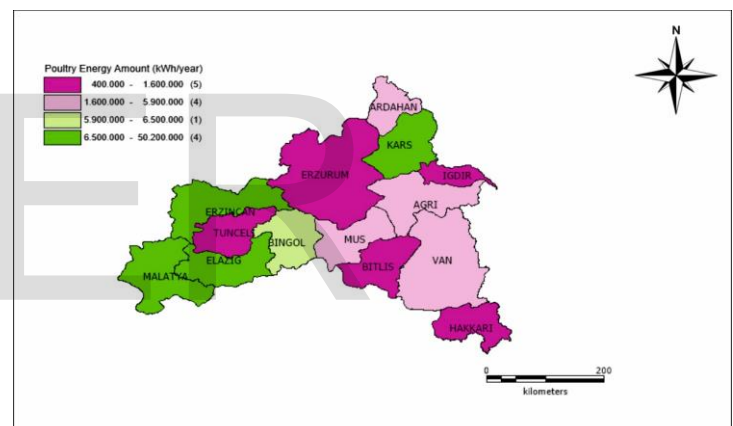 N
Poultry Energy Amount (kWh/year)
400.000 - 1.600.000 (5)
1.600.000 - 5.900.000 (4)
5.900.000 - 6.500.000 (1)
6.500.000 - 50.200.000 (4)
ARDAHAN
KARS
ERZURUM
IGDIR
AGRI
ERZINCAN
TUNCELI
BINGOL
MUS
ELAZIG
VAN
BITLIS
MALATYA
HAKKARI
0 200
kilometers
ER